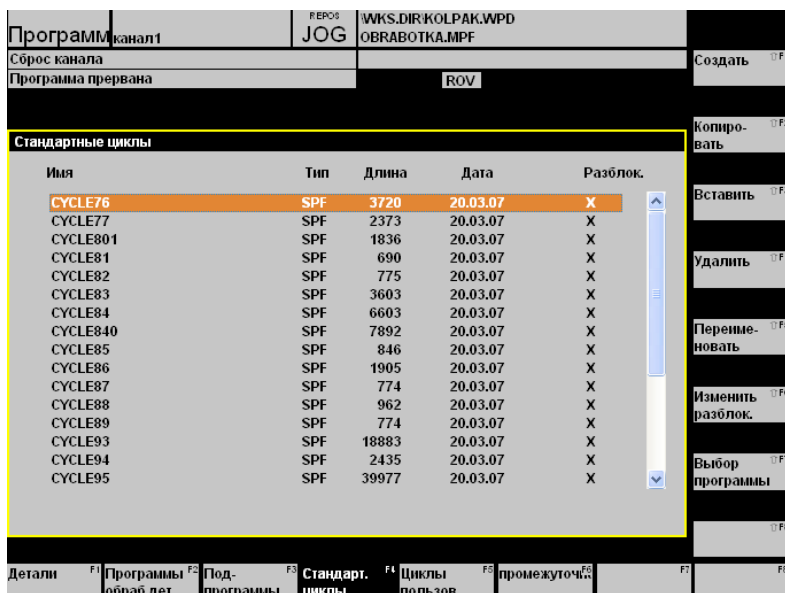 Программ канал1 REPOS JOG \WKS.DIR\KOLPAK.WPD
OBRABOTKA.MPF
Сброс канала
Программа прервана ROV
Стандартные циклы
Имя Тип Длина Дата Разблок.
CYCLE76 SPF 3720 20.03.07 X
CYCLE77 SPF 2373 20.03.07 X
CYCLE801 SPF 1836 20.03.07 X
CYCLE81 SPF 690 20.03.07 X
CYCLE82 SPF 775 20.03.07 X
CYCLE83 SPF 3603 20.03.07 X
CYCLE84 SPF 6603 20.03.07 X
CYCLE840 SPF 7892 20.03.07 X
CYCLE85 SPF 846 20.03.07 X
CYCLE86 SPF 1905 20.03.07 X
CYCLE87 SPF 774 20.03.07 X
CYCLE88 SPF 962 20.03.07 X
CYCLE89 SPF 774 20.03.07 X
CYCLE93 SPF 18883 20.03.07 X
CYCLE94 SPF 2435 20.03.07 X
CYCLE95 SPF 39977 20.03.07 X
Создать
Копиро-
вать
Вставить
Удалить
Переиме-
новать
Изменить
разблок.
Выбор
программы
Детали F1 Программы F2 Под- F3 Стандарт. F4 Циклы F5 промежуточн F6 F7
обраб.дет программы циклы пользов